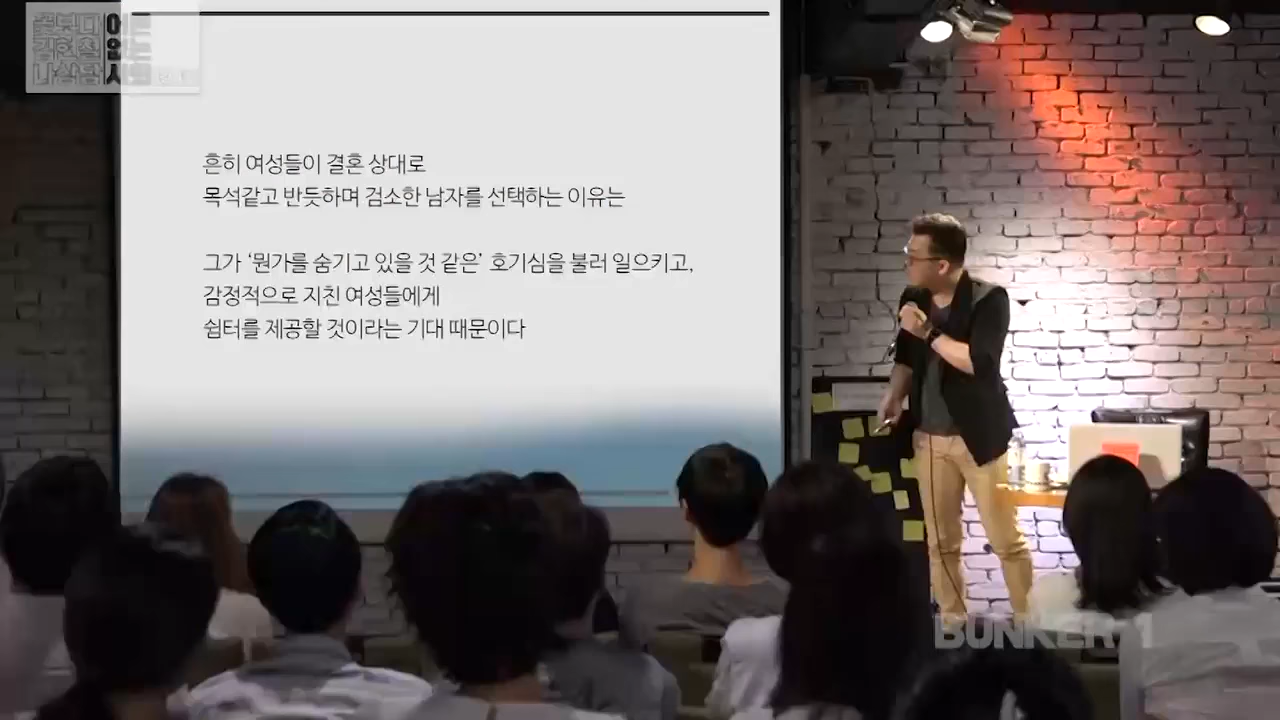 흔히 여성들이 결혼 상대로
목석같고 반듯하며 검소한 남자를 선택하는 이유는
그가 ‘뭔가를 숨기고 있을 것 같은’ 호기심을 불러 일으키고,
감정적으로 지친 여성들에게
쉼터를 제공할 것이라는 기대 때문이다
BUNKER 1